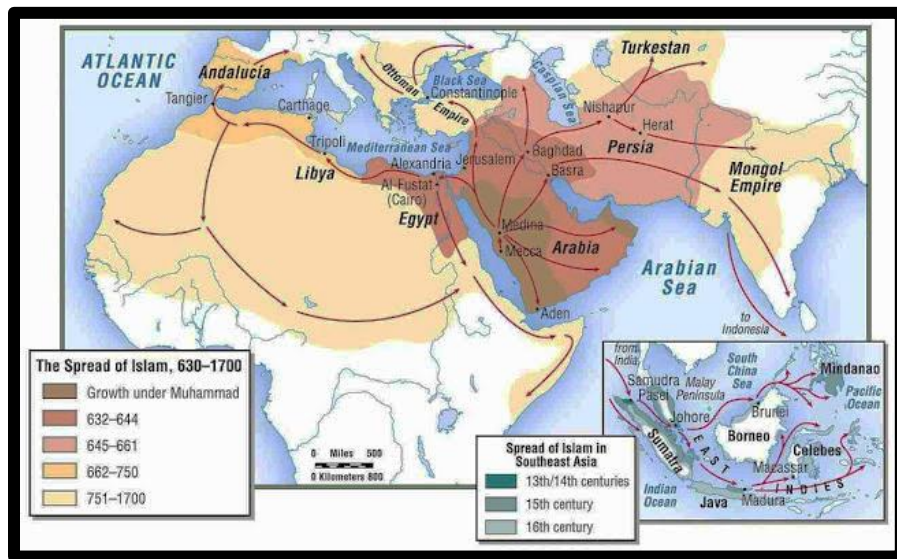 ATLANTIC
OCEAN
Andalucía
Tangier
Carthage
Tripoli
Mediterranean Sea
Libya
Alexandria
Al-Fustat
(Cairo)
Egypt
Ottoman
Empire
Black Sea
Constantinople
Caspian Sea
Turkestan
Nishapur
Herat
Persia
Jerusalem
Baghdad
Basra
Mongol
Empire
Medina
Mecca
Arabia
Aden
Arabian
Sea
to
Indonesia
The Spread of Islam, 630–1700
Growth under Muhammad
632–644
645–661
662–750
751–1700
0 Miles 500
0 Kilometers 800
Spread of Islam in
Southeast Asia
13th/14th centuries
15th century
16th century
from
India
Samudra
Pasei
Malay
Peninsula
South
China
Sea
Mindanao
Pacific
Ocean
Johore
Brunei
Borneo
Celebes
Sumatra
EAST
INDIES
Macassar
Indian
Ocean
Java
Madura